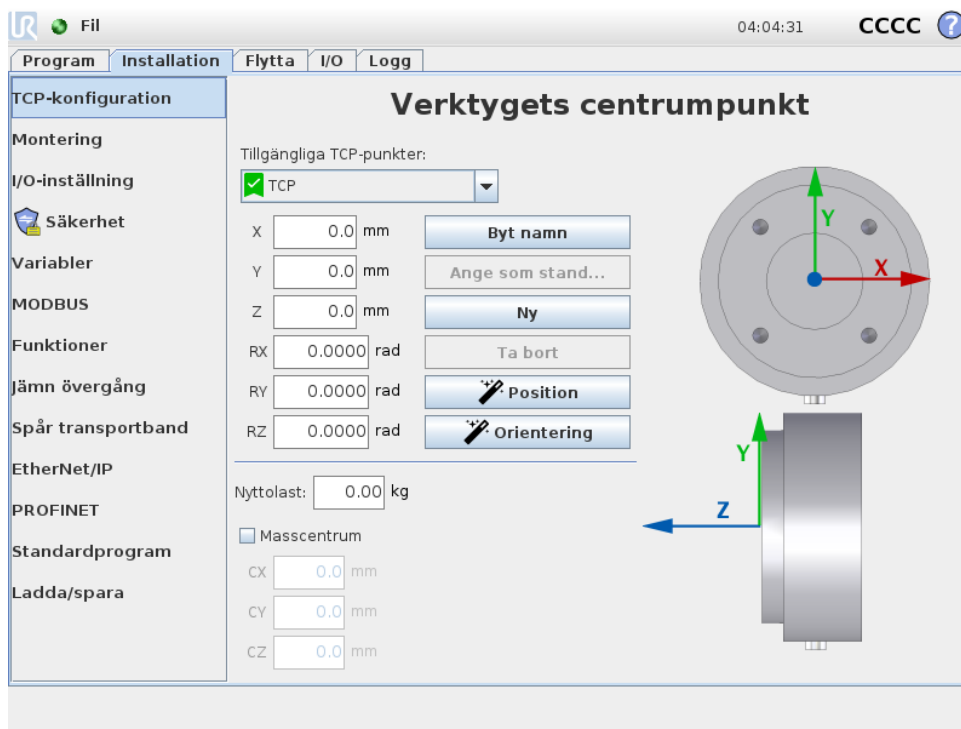 UR Fil 04:04:31 CCCC ?
Program Installation Flytta I/O Logg
TCP-konfiguration
Montering
I/O-inställning
Säkerhet
Variabler
MODBUS
Funktioner
Jämn övergång
Spår transportband
EtherNet/IP
PROFINET
Standardprogram
Ladda/spara
Verktygets centrumpunkt
Tillgängliga TCP-punkter:
TCP
X 0.0 mm Byt namn
Y 0.0 mm Ange som stand...
Z 0.0 mm Ny
RX 0.0000 rad Ta bort
RY 0.0000 rad Position
RZ 0.0000 rad Orientering
Nyttolast: 0.00 kg
Masscentrum
CX 0.0 mm
CY 0.0 mm
CZ 0.0 mm
Y
X
Y
Z